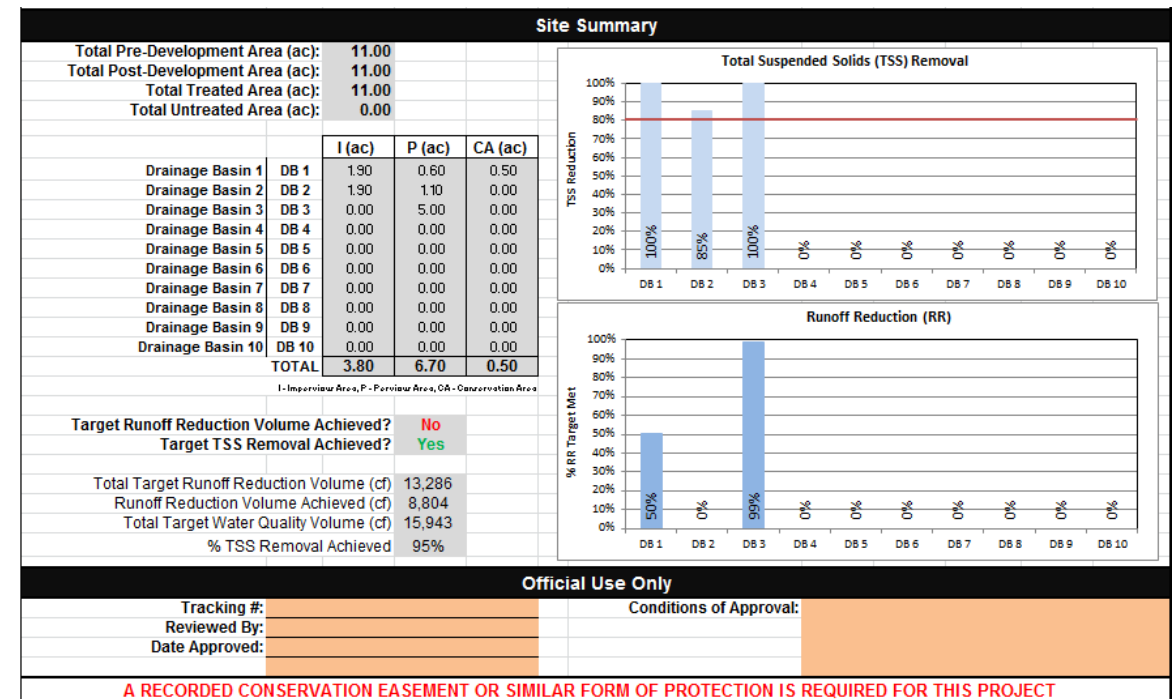 Site Summary
Total Pre-Development Area (ac): 11.00
Total Post-Development Area (ac): 11.00
Total Treated Area (ac): 11.00
Total Untreated Area (ac): 0.00
I (ac) P (ac) CA (ac)
Drainage Basin 1 DB 1 1.90 0.60 0.50
Drainage Basin 2 DB 2 1.90 1.10 0.00
Drainage Basin 3 DB 3 0.00 5.00 0.00
Drainage Basin 4 DB 4 0.00 0.00 0.00
Drainage Basin 5 DB 5 0.00 0.00 0.00
Drainage Basin 6 DB 6 0.00 0.00 0.00
Drainage Basin 7 DB 7 0.00 0.00 0.00
Drainage Basin 8 DB 8 0.00 0.00 0.00
Drainage Basin 9 DB 9 0.00 0.00 0.00
Drainage Basin 10 DB 10 0.00 0.00 0.00
TOTAL 3.80 6.70 0.50
I - Impervious Area, P - Pervious Area, CA - Conservation Area
Target Runoff Reduction Volume Achieved? No
Target TSS Removal Achieved? Yes
Total Target Runoff Reduction Volume (cf) 13,286
Runoff Reduction Volume Achieved (cf) 8,804
Total Target Water Quality Volume (cf) 15,943
% TSS Removal Achieved 95%
Total Suspended Solids (TSS) Removal
TSS Reduction
100%
90%
80%
70%
60%
50%
40%
30%
20%
10%
0%
100% 85% 100% 0% 0% 0% 0% 0% 0% 0%
DB 1 DB 2 DB 3 DB 4 DB 5 DB 6 DB 7 DB 8 DB 9 DB 10
Runoff Reduction (RR)
% RR Target Met
100%
90%
80%
70%
60%
50%
40%
30%
20%
10%
0%
50% 0% 99% 0% 0% 0% 0% 0% 0% 0%
DB 1 DB 2 DB 3 DB 4 DB 5 DB 6 DB 7 DB 8 DB 9 DB 10
Official Use Only
Tracking #:
Reviewed By:
Date Approved:
Conditions of Approval:
A RECORDED CONSERVATION EASEMENT OR SIMILAR FORM OF PROTECTION IS REQUIRED FOR THIS PROJECT